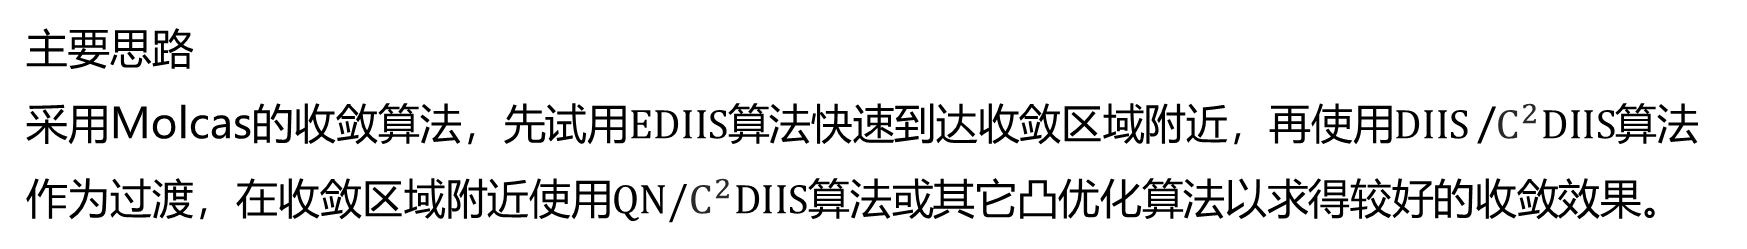 主要思路
采用Molcas的收敛算法，先试用EDIIS算法快速到达收敛区域附近，再使用DIIS /C²DIIS算法
作为过渡，在收敛区域附近使用QN/C²DIIS算法或其它凸优化算法以求得较好的收敛效果。